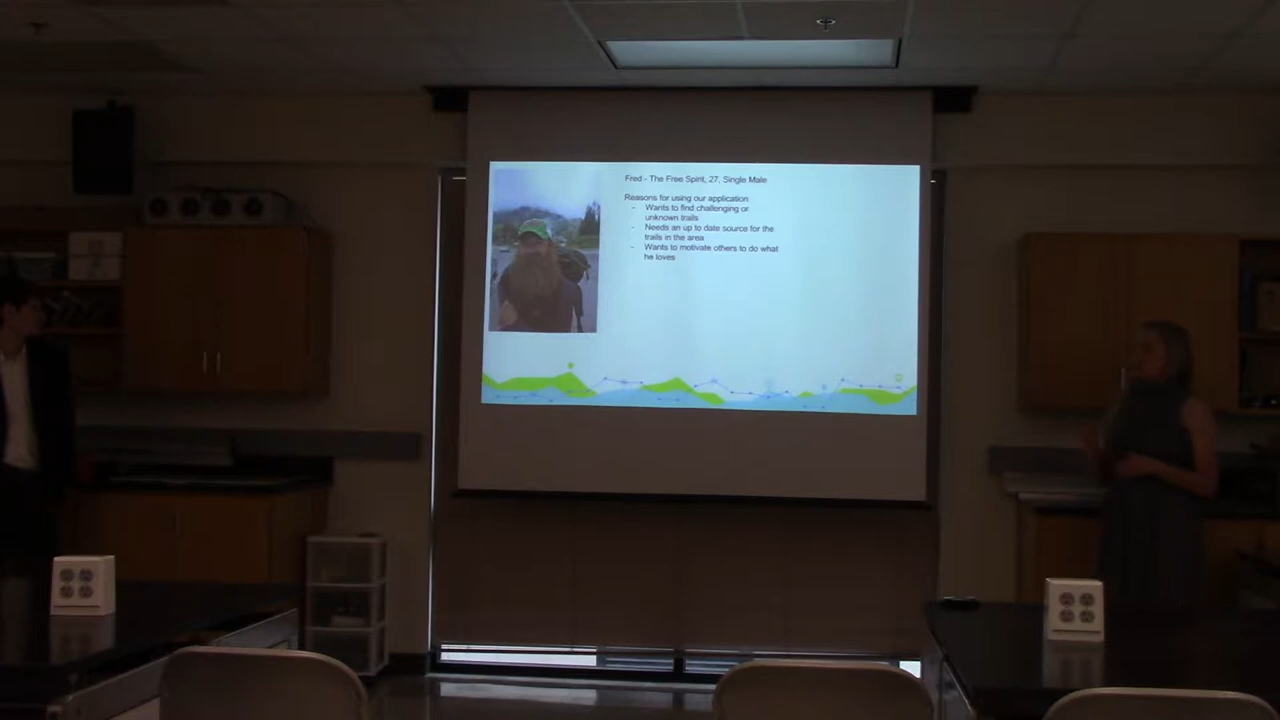 Fred - The Free Spirit, 27, Single Male
Reasons for using our application
- Wants to find challenging or
unknown trails
- Needs an up to date source for the
trails in the area
- Wants to motivate others to do what
he loves